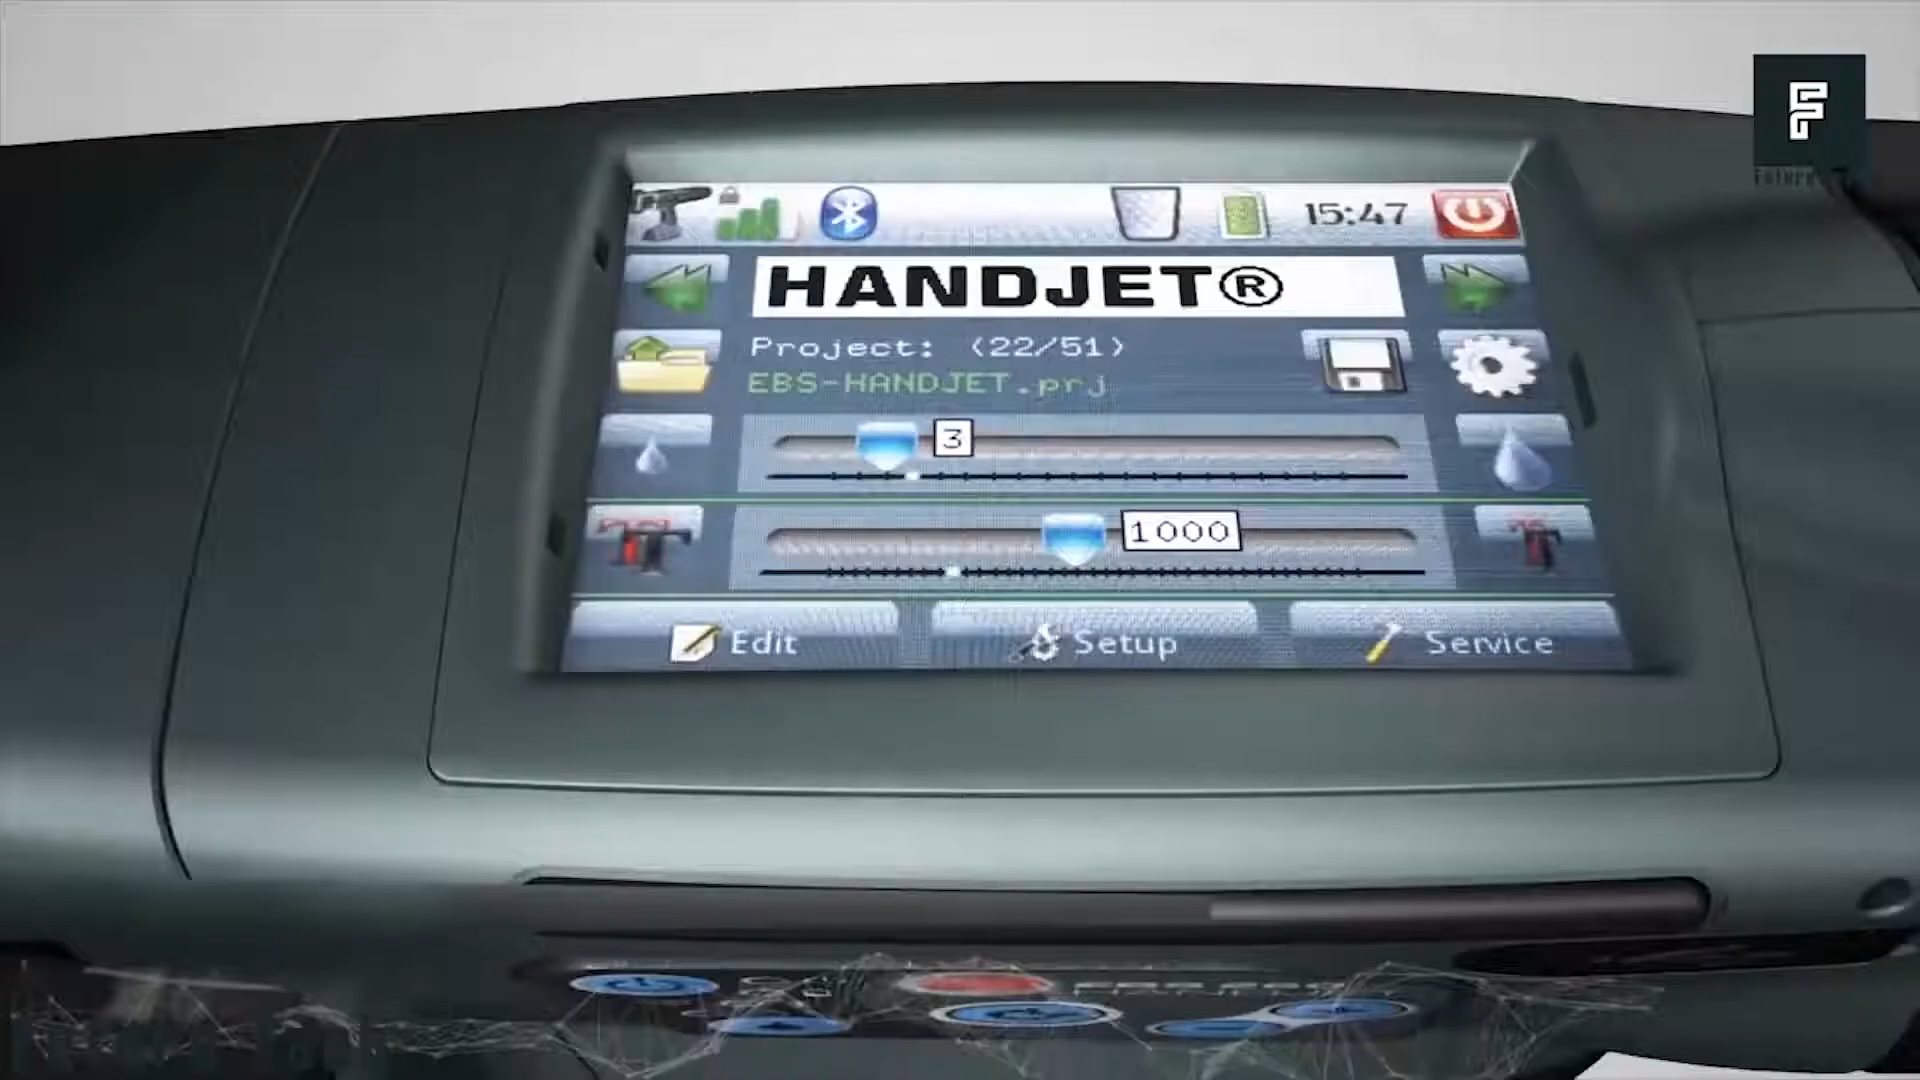 15:47
HANDJET®
Project: (22/51)
EBS-HANDJET.prj
3
1000
Edit
Setup
Service